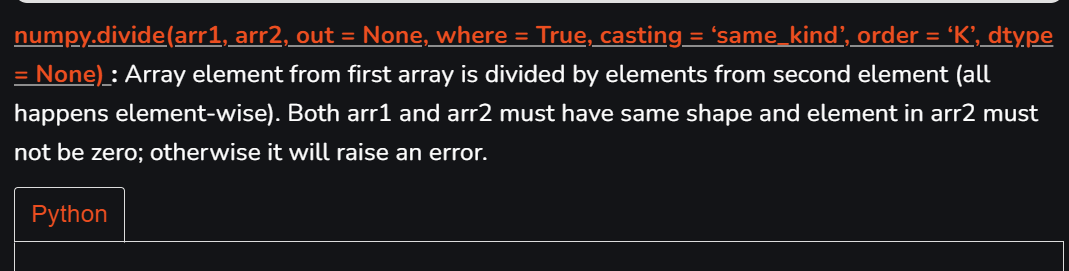 numpy.divide(arr1, arr2, out = None, where = True, casting = ‘same_kind’, order = ‘K’, dtype
= None) : Array element from first array is divided by elements from second element (all
happens element-wise). Both arr1 and arr2 must have same shape and element in arr2 must
not be zero; otherwise it will raise an error.
Python